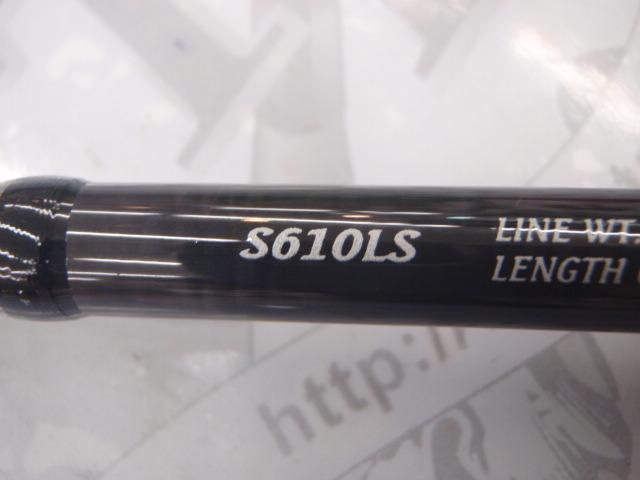 S610LS
LINE WT.
LENGTH
http:/